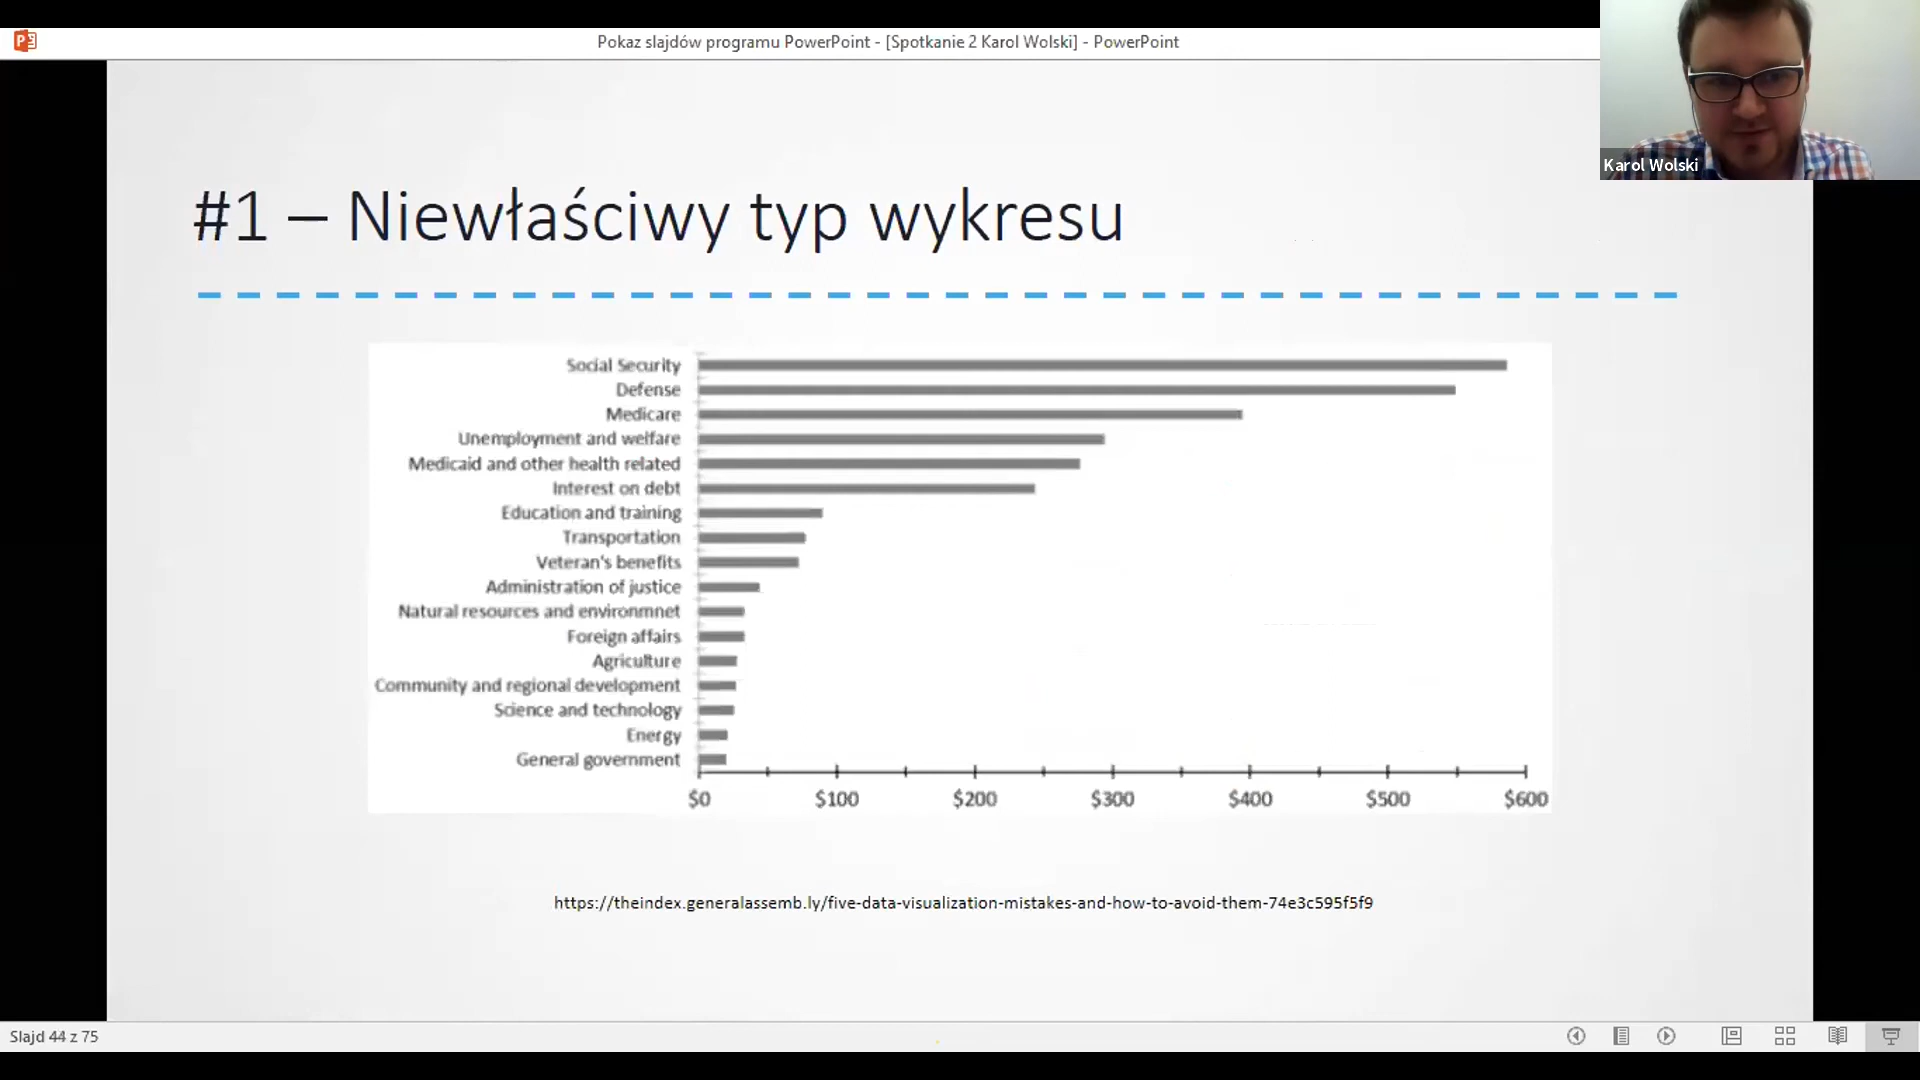 Pokaz slajdów programu PowerPoint - [Spotkanie 2 Karol Wolski] - PowerPoint
Karol Wolski
#1 – Niewłaściwy typ wykresu
Social Security
Defense
Medicare
Unemployment and welfare
Medicaid and other health related
Interest on debt
Education and training
Transportation
Veteran's benefits
Administration of justice
Natural resources and environmnet
Foreign affairs
Agriculture
Community and regional development
Science and technology
Energy
General government
$0 $100 $200 $300 $400 $500 $600
https://theindex.generalassemb.ly/five-data-visualization-mistakes-and-how-to-avoid-them-74e3c595f5f9
Slajd 44 z 75